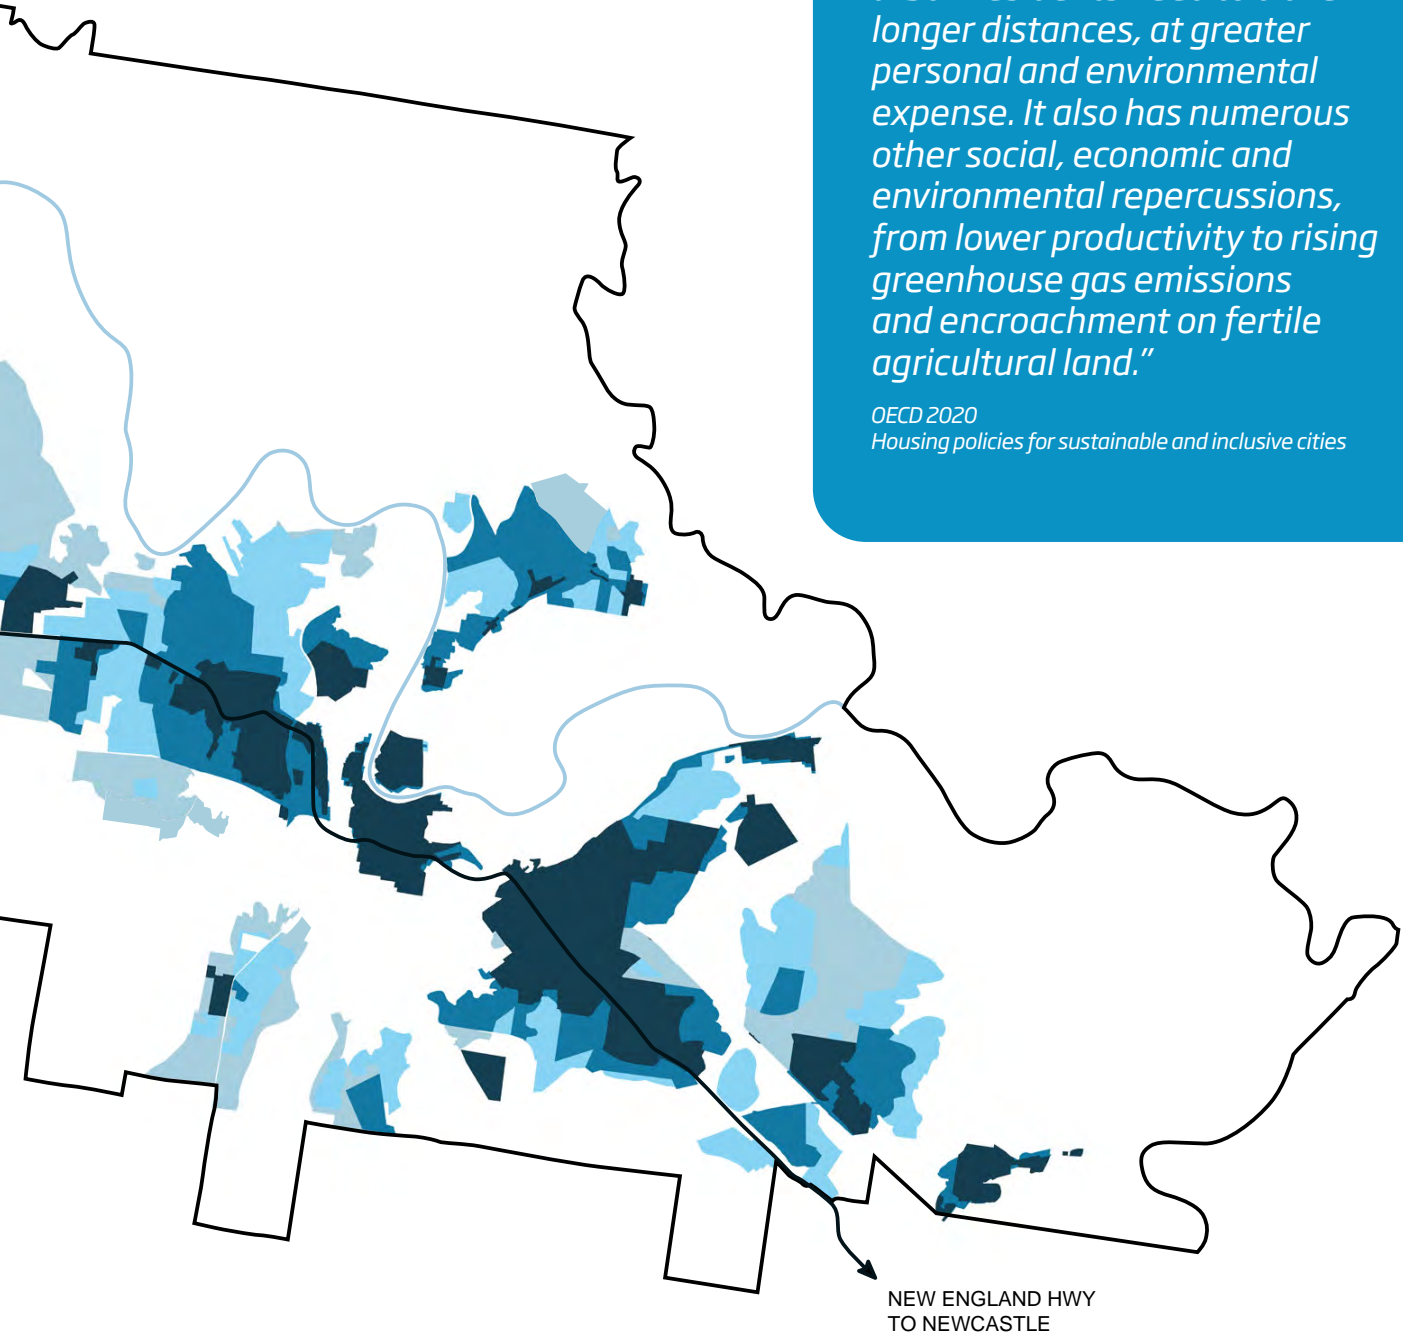 longer distances, at greater
personal and environmental
expense. It also has numerous
other social, economic and
environmental repercussions,
from lower productivity to rising
greenhouse gas emissions
and encroachment on fertile
agricultural land.”
OECD 2020
Housing policies for sustainable and inclusive cities
NEW ENGLAND HWY
TO NEWCASTLE